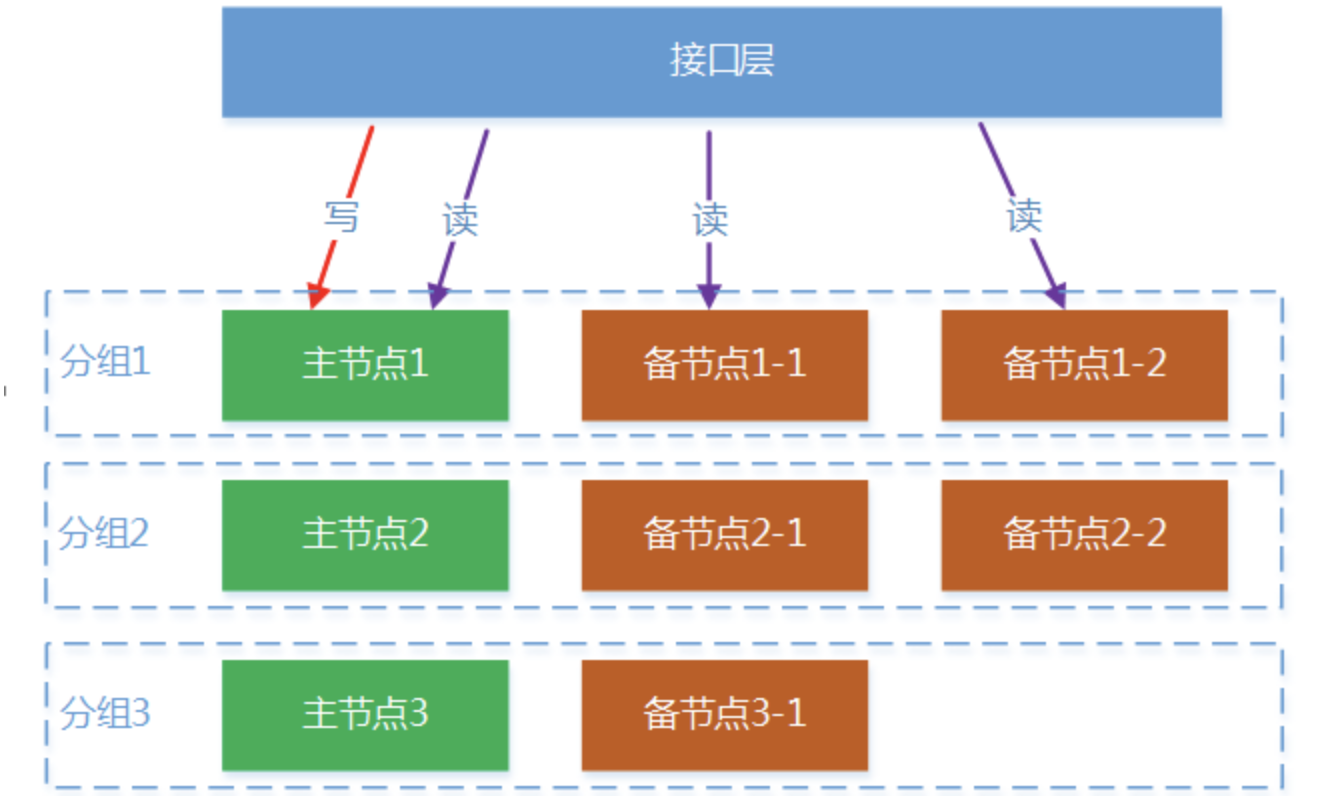 接口层
写 读 读 读
分组1 主节点1 备节点1-1 备节点1-2
分组2 主节点2 备节点2-1 备节点2-2
分组3 主节点3 备节点3-1